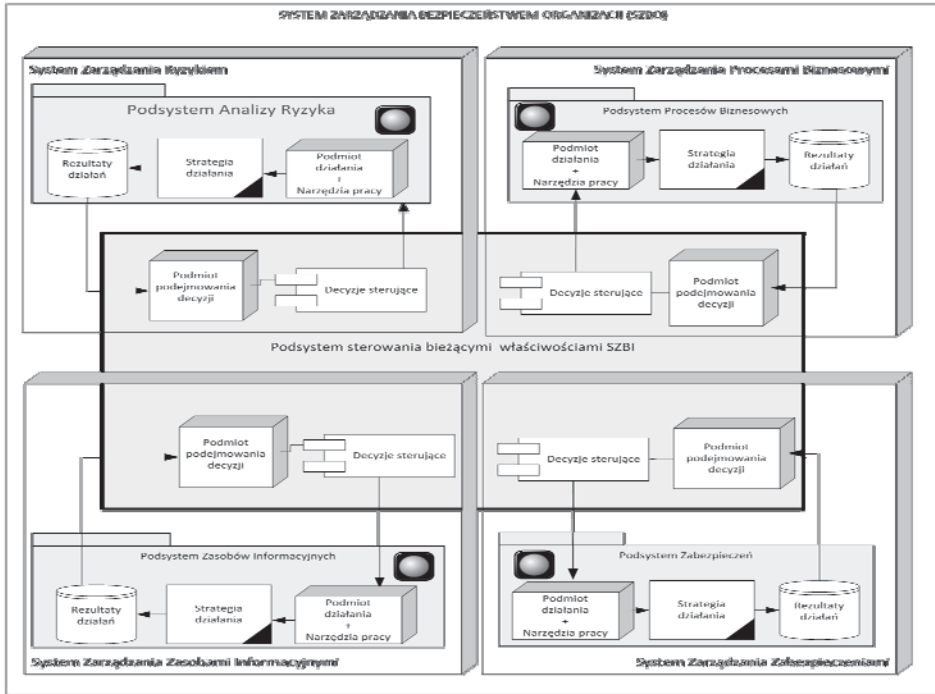 SYSTEM ZARZĄDZANIA BEZPIECZEŃSTWEM ORGANIZACJI (SZBO)
System Zarządzania Ryzykiem
Podsystem Analizy Ryzyka
Rezultaty
działań
Strategia
działania
Podmiot
działania
+
Narzędzia pracy
Podmiot
podejmowania
decyzji
Decyzje sterujące
System Zarządzania Procesami Biznesowymi
Podsystem Procesów Biznesowych
Podmiot
działania
+
Narzędzia pracy
Strategia
działania
Rezultaty
działań
Decyzje sterujące
Podmiot
podejmowania
decyzji
Podsystem sterowania bieżącymi właściwościami SZBI
Podmiot
podejmowania
decyzji
Decyzje sterujące
Podsystem Zasobów Informacyjnych
Rezultaty
działań
Strategia
działania
Podmiot
działania
+
Narzędzia pracy
System Zarządzania Zasobami Informacyjnymi
Decyzje sterujące
Podmiot
podejmowania
decyzji
Podsystem Zabezpieczeń
Podmiot
działania
+
Narzędzia pracy
Strategia
działania
Rezultaty
działań
System Zarządzania Zabezpieczeniami